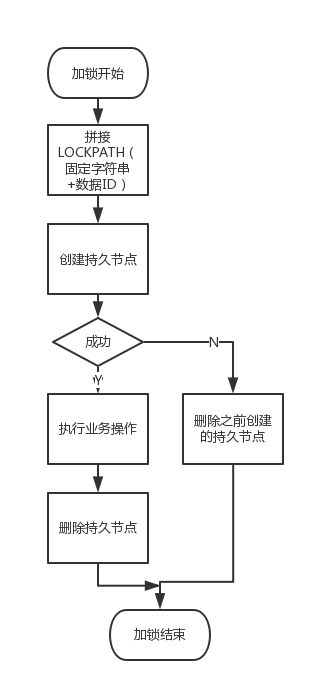 加锁开始
拼接
LOCKPATH（
固定字符串
+数据ID）
创建持久节点
成功
N
Y
执行业务操作
删除之前创建
的持久节点
删除持久节点
加锁结束